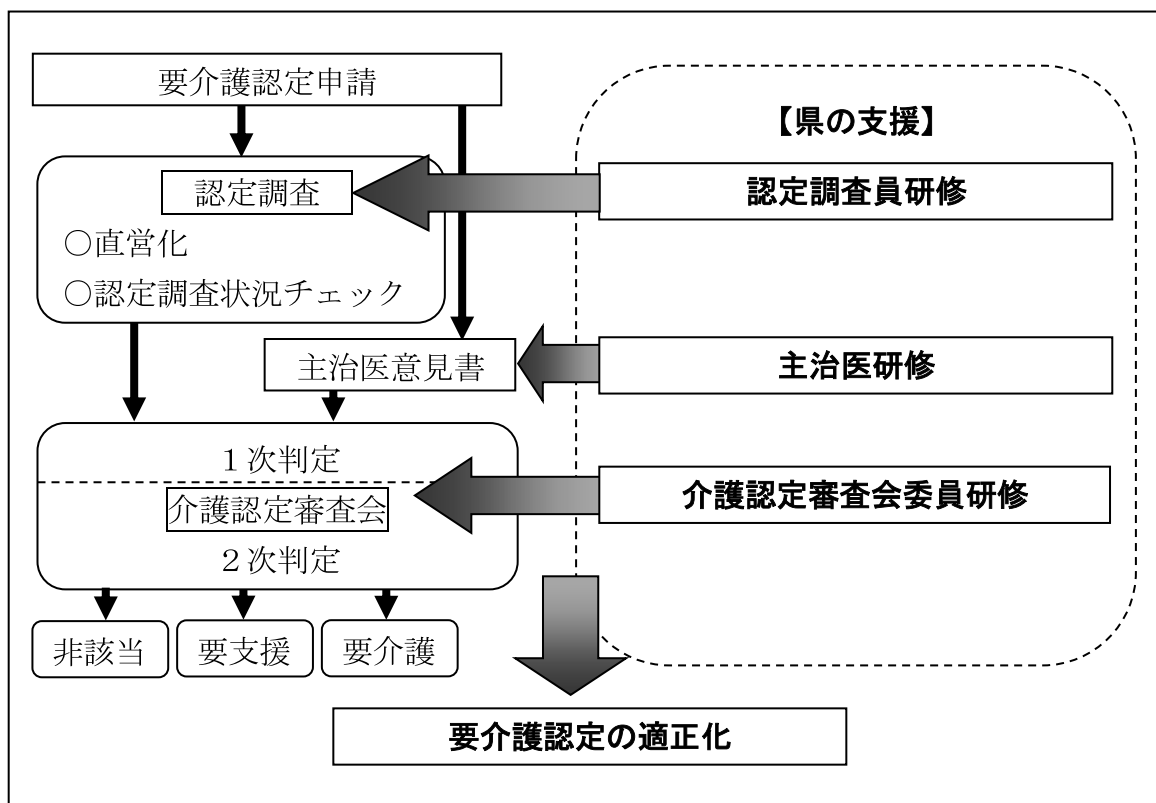 要介護認定申請
【県の支援】
認定調査
認定調査員研修
○直営化
○認定調査状況チェック
主治医意見書
主治医研修
１次判定
介護認定審査会
介護認定審査会委員研修
２次判定
非該当
要支援
要介護
要介護認定の適正化